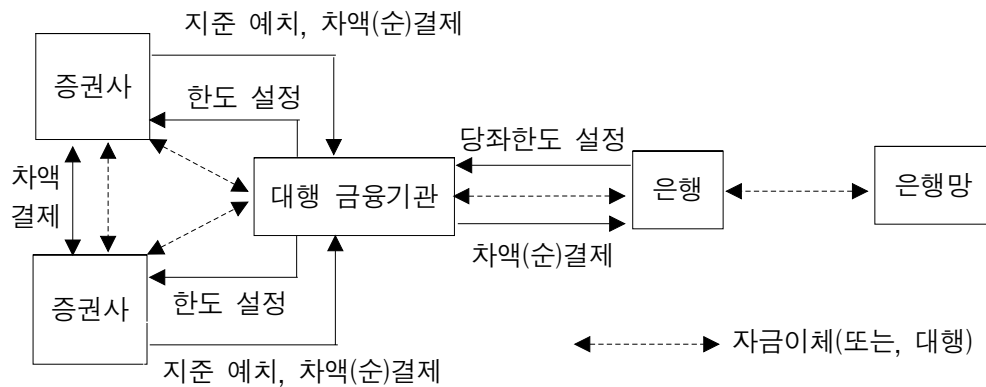 지준 예치, 차액(순)결제
증권사
한도 설정
당좌한도 설정
차액
결제
대행 금융기관
은행
은행망
차액(순)결제
증권사
한도 설정
자금이체(또는, 대행)
지준 예치, 차액(순)결제